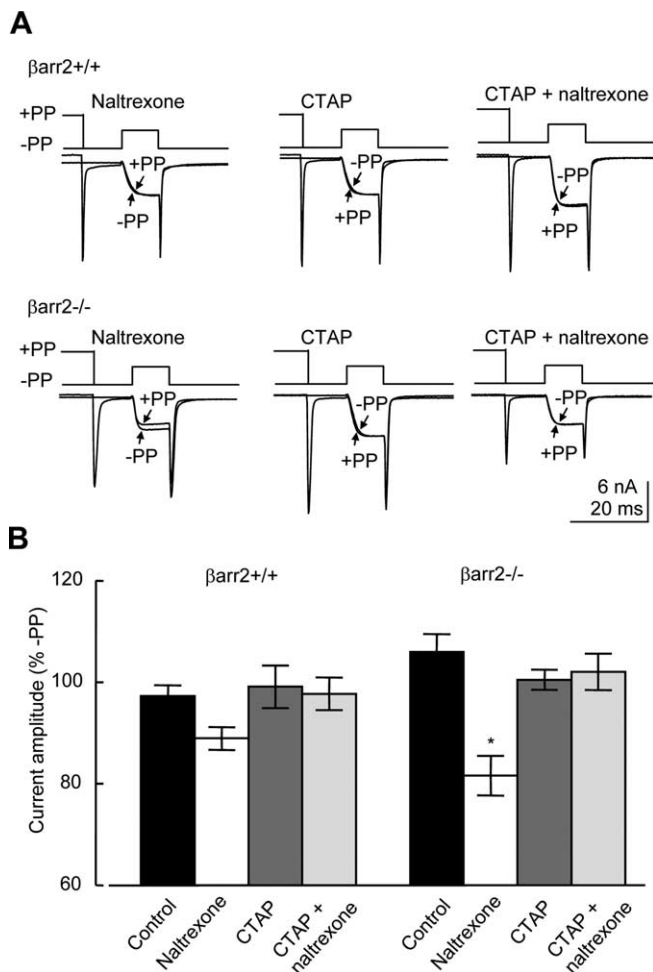 A
βarr2+/+
Naltrexone
CTAP
CTAP + naltrexone
+PP
-PP
+PP
-PP
-PP
+PP
-PP
+PP
βarr2-/-
Naltrexone
CTAP
CTAP + naltrexone
+PP
-PP
+PP
-PP
-PP
+PP
-PP
+PP
6 nA
20 ms
B
βarr2+/+
βarr2-/-
Current amplitude (% -PP)
120
100
80
60
*
Control
Naltrexone
CTAP
CTAP +
naltrexone
Control
Naltrexone
CTAP
CTAP +
naltrexone